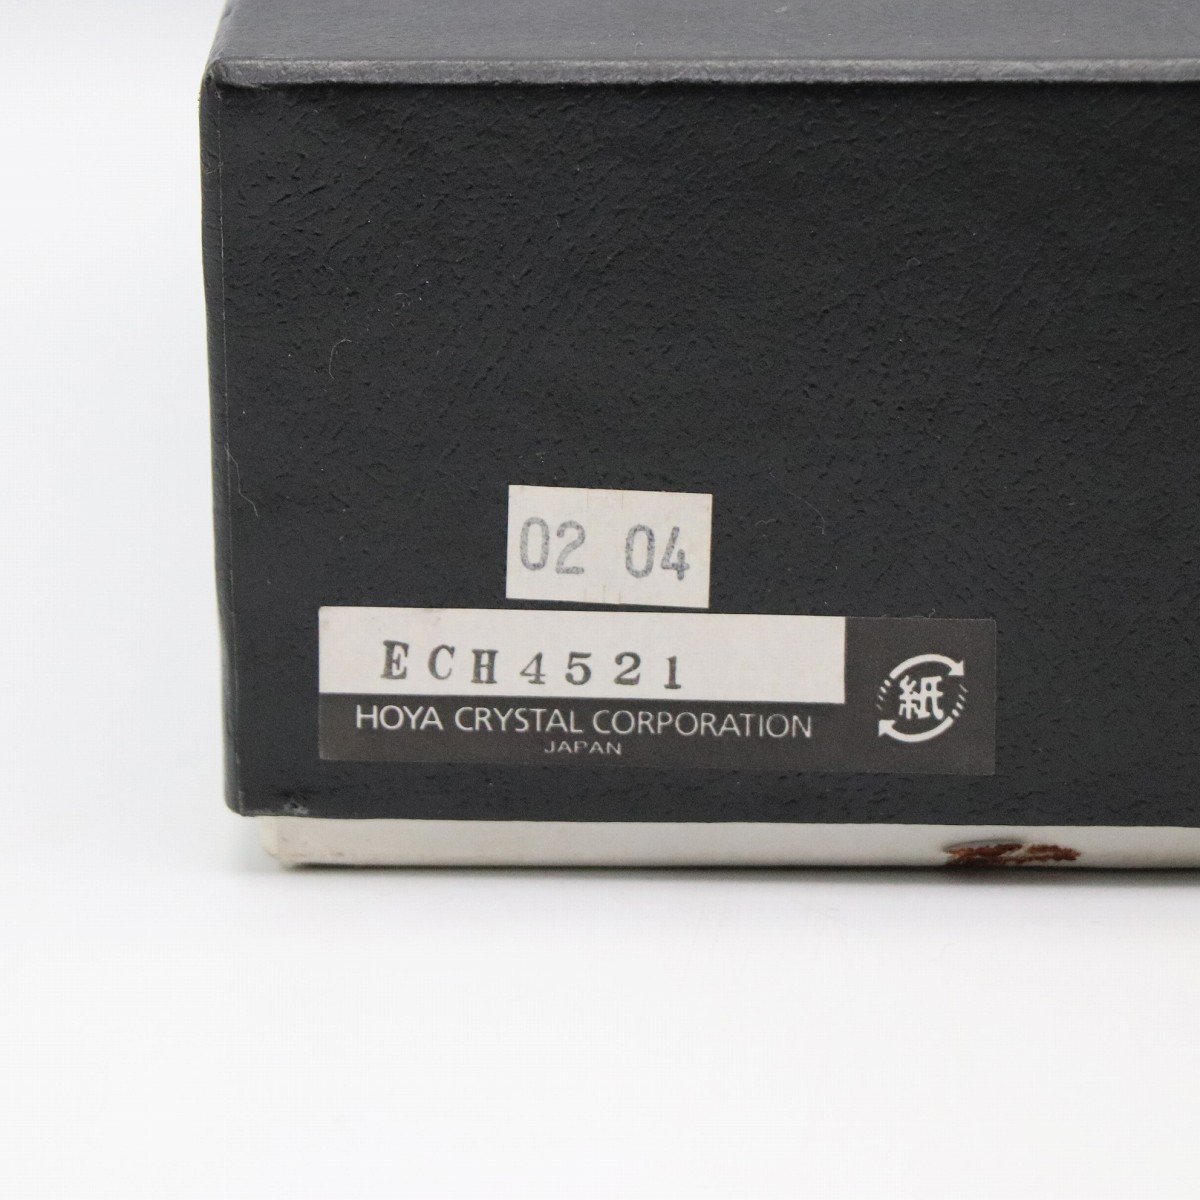 02 04
ECH4521
HOYA CRYSTAL CORPORATION
JAPAN
紙